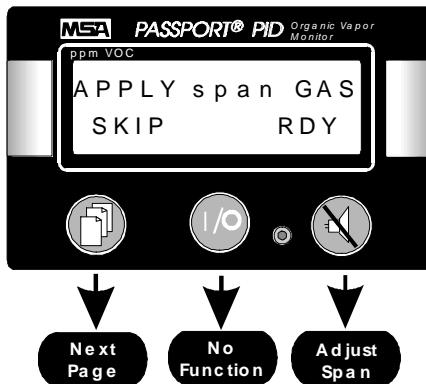 MSA PASSPORT® PID Organic Vapor Monitor
ppm VOC
APPLY span GAS
SKIP RDY
I/O
Next Page
No Function
Adjust Span